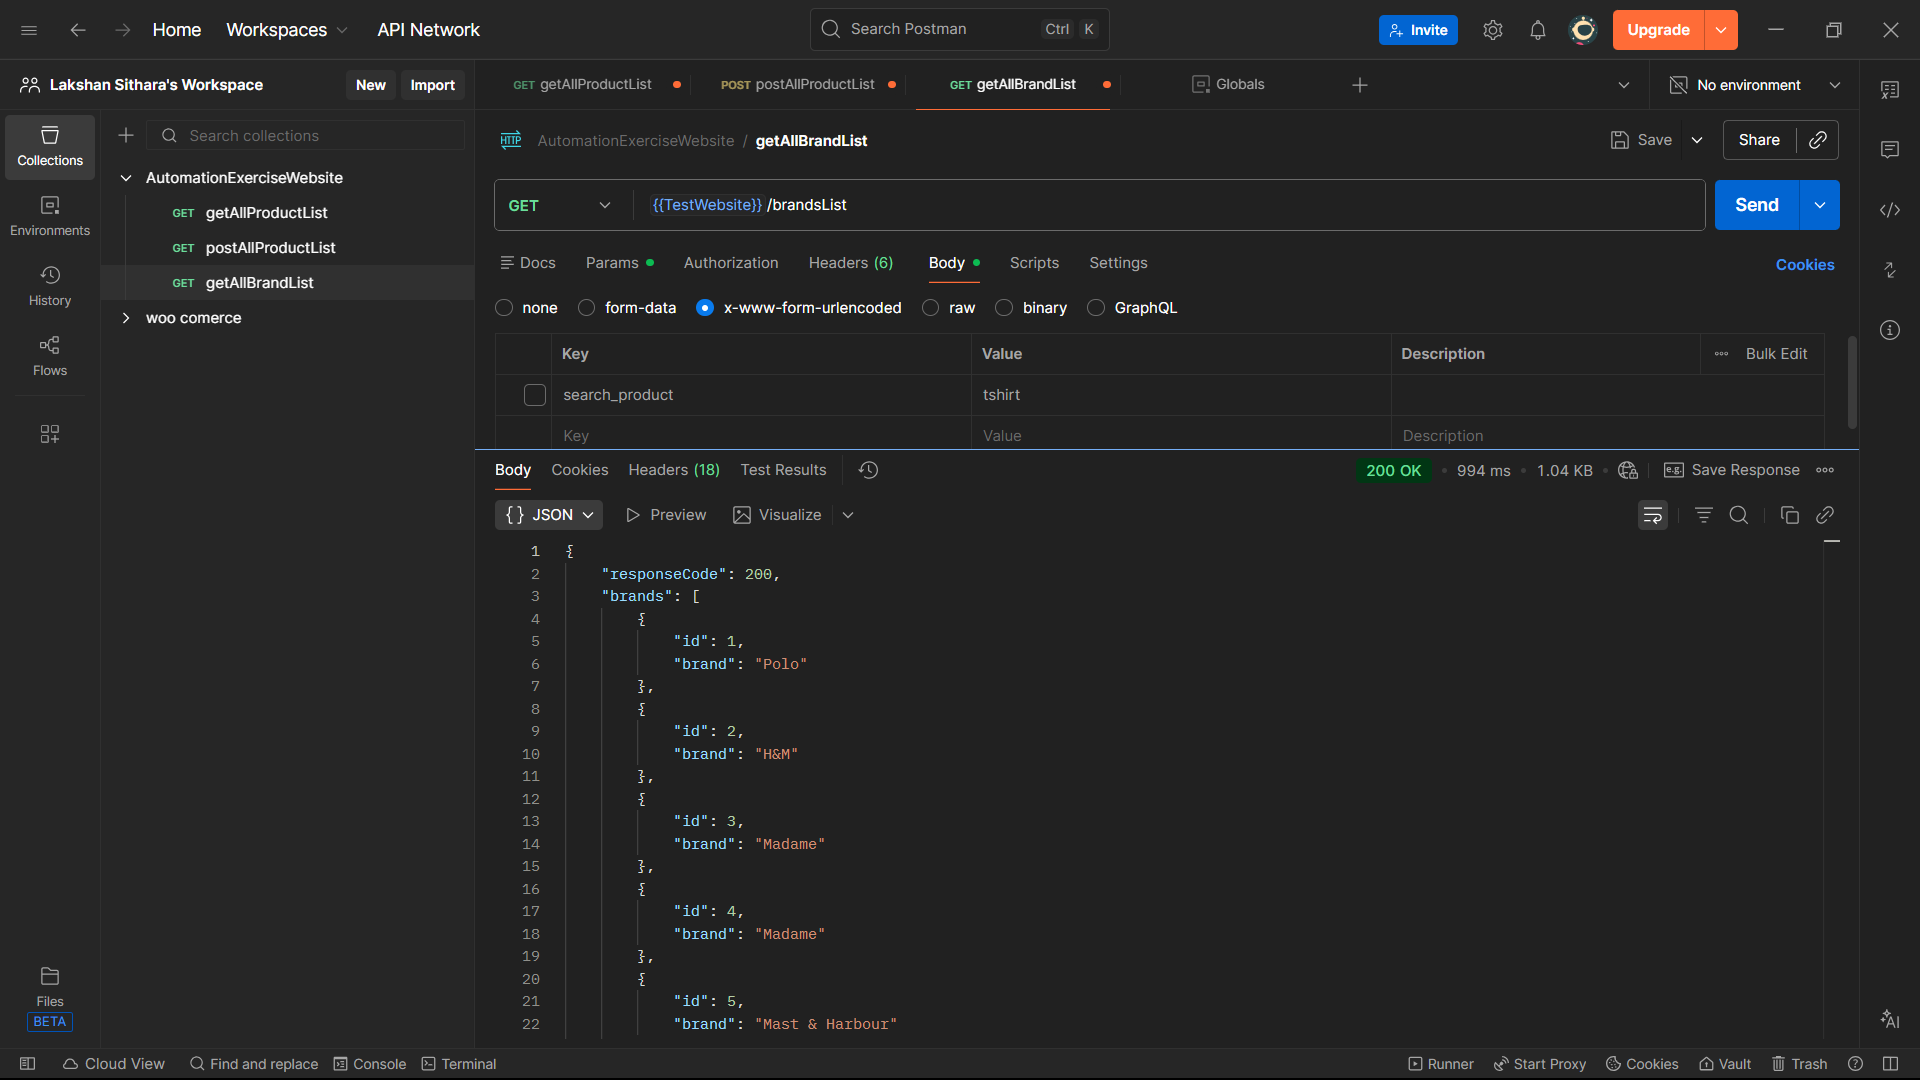 Home Workspaces API Network Search Postman Ctrl K Invite Upgrade
Lakshan Sithara's Workspace New Import GET getAllProductList POST postAllProductList GET getAllBrandList Globals No environment
Collections
Search collections
AutomationExerciseWebsite
GET getAllProductList
GET postAllProductList
GET getAllBrandList
woo comerce
Environments
History
Flows
Files
BETA
HTTP AutomationExerciseWebsite / getAllBrandList Save Share
GET {{TestWebsite}} /brandsList Send
Docs Params Authorization Headers (6) Body Scripts Settings Cookies
none form-data x-www-form-urlencoded raw binary GraphQL
Key Value Description Bulk Edit
search_product tshirt
Key Value Description
Body Cookies Headers (18) Test Results 200 OK 994 ms 1.04 KB e.g. Save Response
{} JSON Preview Visualize
1 {
2 "responseCode": 200,
3 "brands": [
4 {
5 "id": 1,
6 "brand": "Polo"
7 },
8 {
9 "id": 2,
10 "brand": "H&M"
11 },
12 {
13 "id": 3,
14 "brand": "Madame"
15 },
16 {
17 "id": 4,
18 "brand": "Madame"
19 },
20 {
21 "id": 5,
22 "brand": "Mast & Harbour"
AI
Cloud View Find and replace Console Terminal Runner Start Proxy Cookies Vault Trash